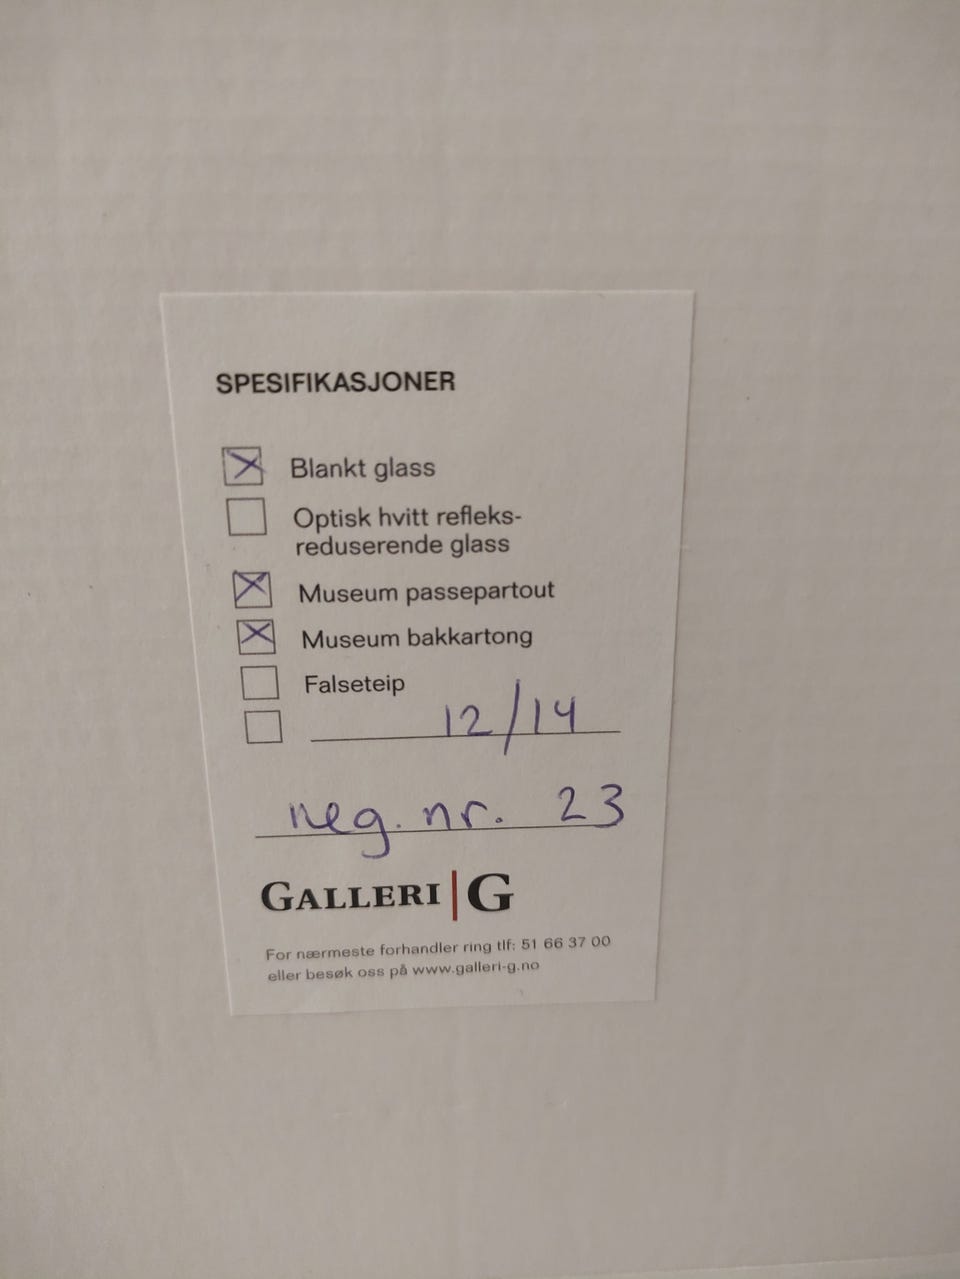 SPESIFIKASJONER
Blankt glass
Optisk hvitt refleks-
reduserende glass
Museum passepartout
Museum bakkartong
Falseteip
12/14
neg. nr. 23
GALLERI | G
For nærmeste forhandler ring tlf: 51 66 37 00
eller besøk oss på www.galleri-g.no